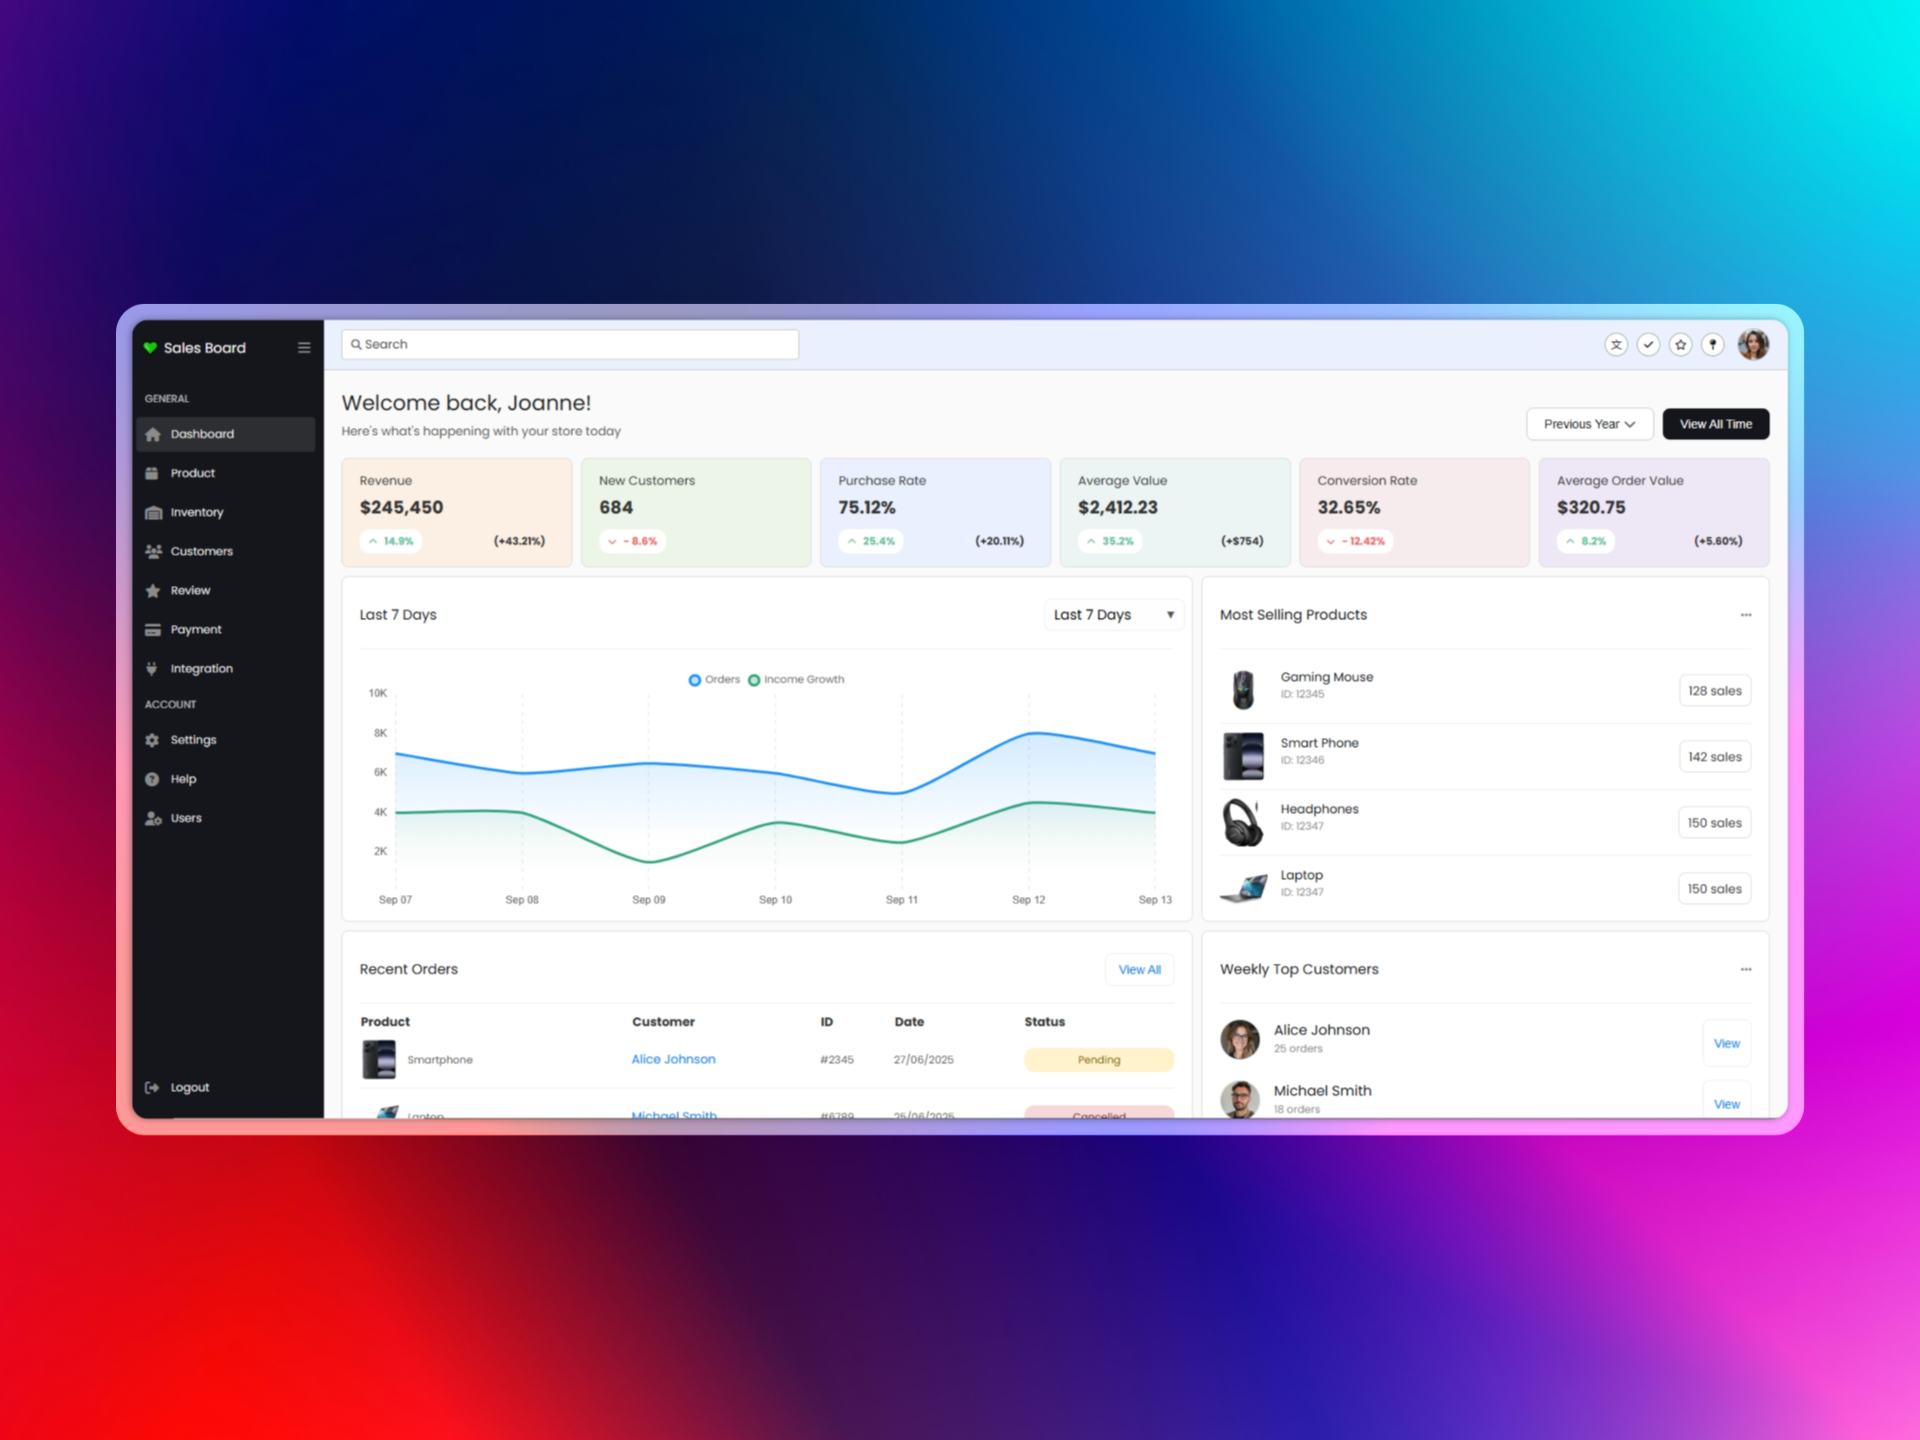 Sales Board
GENERAL
Dashboard
Product
Inventory
Customers
Review
Payment
Integration
ACCOUNT
Settings
Help
Users
Logout
Search
文
Welcome back, Joanne!
Here's what's happening with your store today
Previous Year
View All Time
Revenue
$245,450
14.9% (+43.21%)
New Customers
684
- 8.6%
Purchase Rate
75.12%
25.4% (+20.11%)
Average Value
$2,412.23
35.2% (+$754)
Conversion Rate
32.65%
- 12.42%
Average Order Value
$320.75
8.2% (+5.60%)
Last 7 Days
Last 7 Days
Orders Income Growth
10K
8K
6K
4K
2K
Sep 07 Sep 08 Sep 09 Sep 10 Sep 11 Sep 12 Sep 13
Most Selling Products
Gaming Mouse
ID: 12345
128 sales
Smart Phone
ID: 12346
142 sales
Headphones
ID: 12347
150 sales
Laptop
ID: 12347
150 sales
Recent Orders
View All
Product Customer ID Date Status
Smartphone Alice Johnson #2345 27/06/2025 Pending
Laptop Michael Smith #6789 25/06/2025 Cancelled
Weekly Top Customers
Alice Johnson
25 orders
View
Michael Smith
18 orders
View